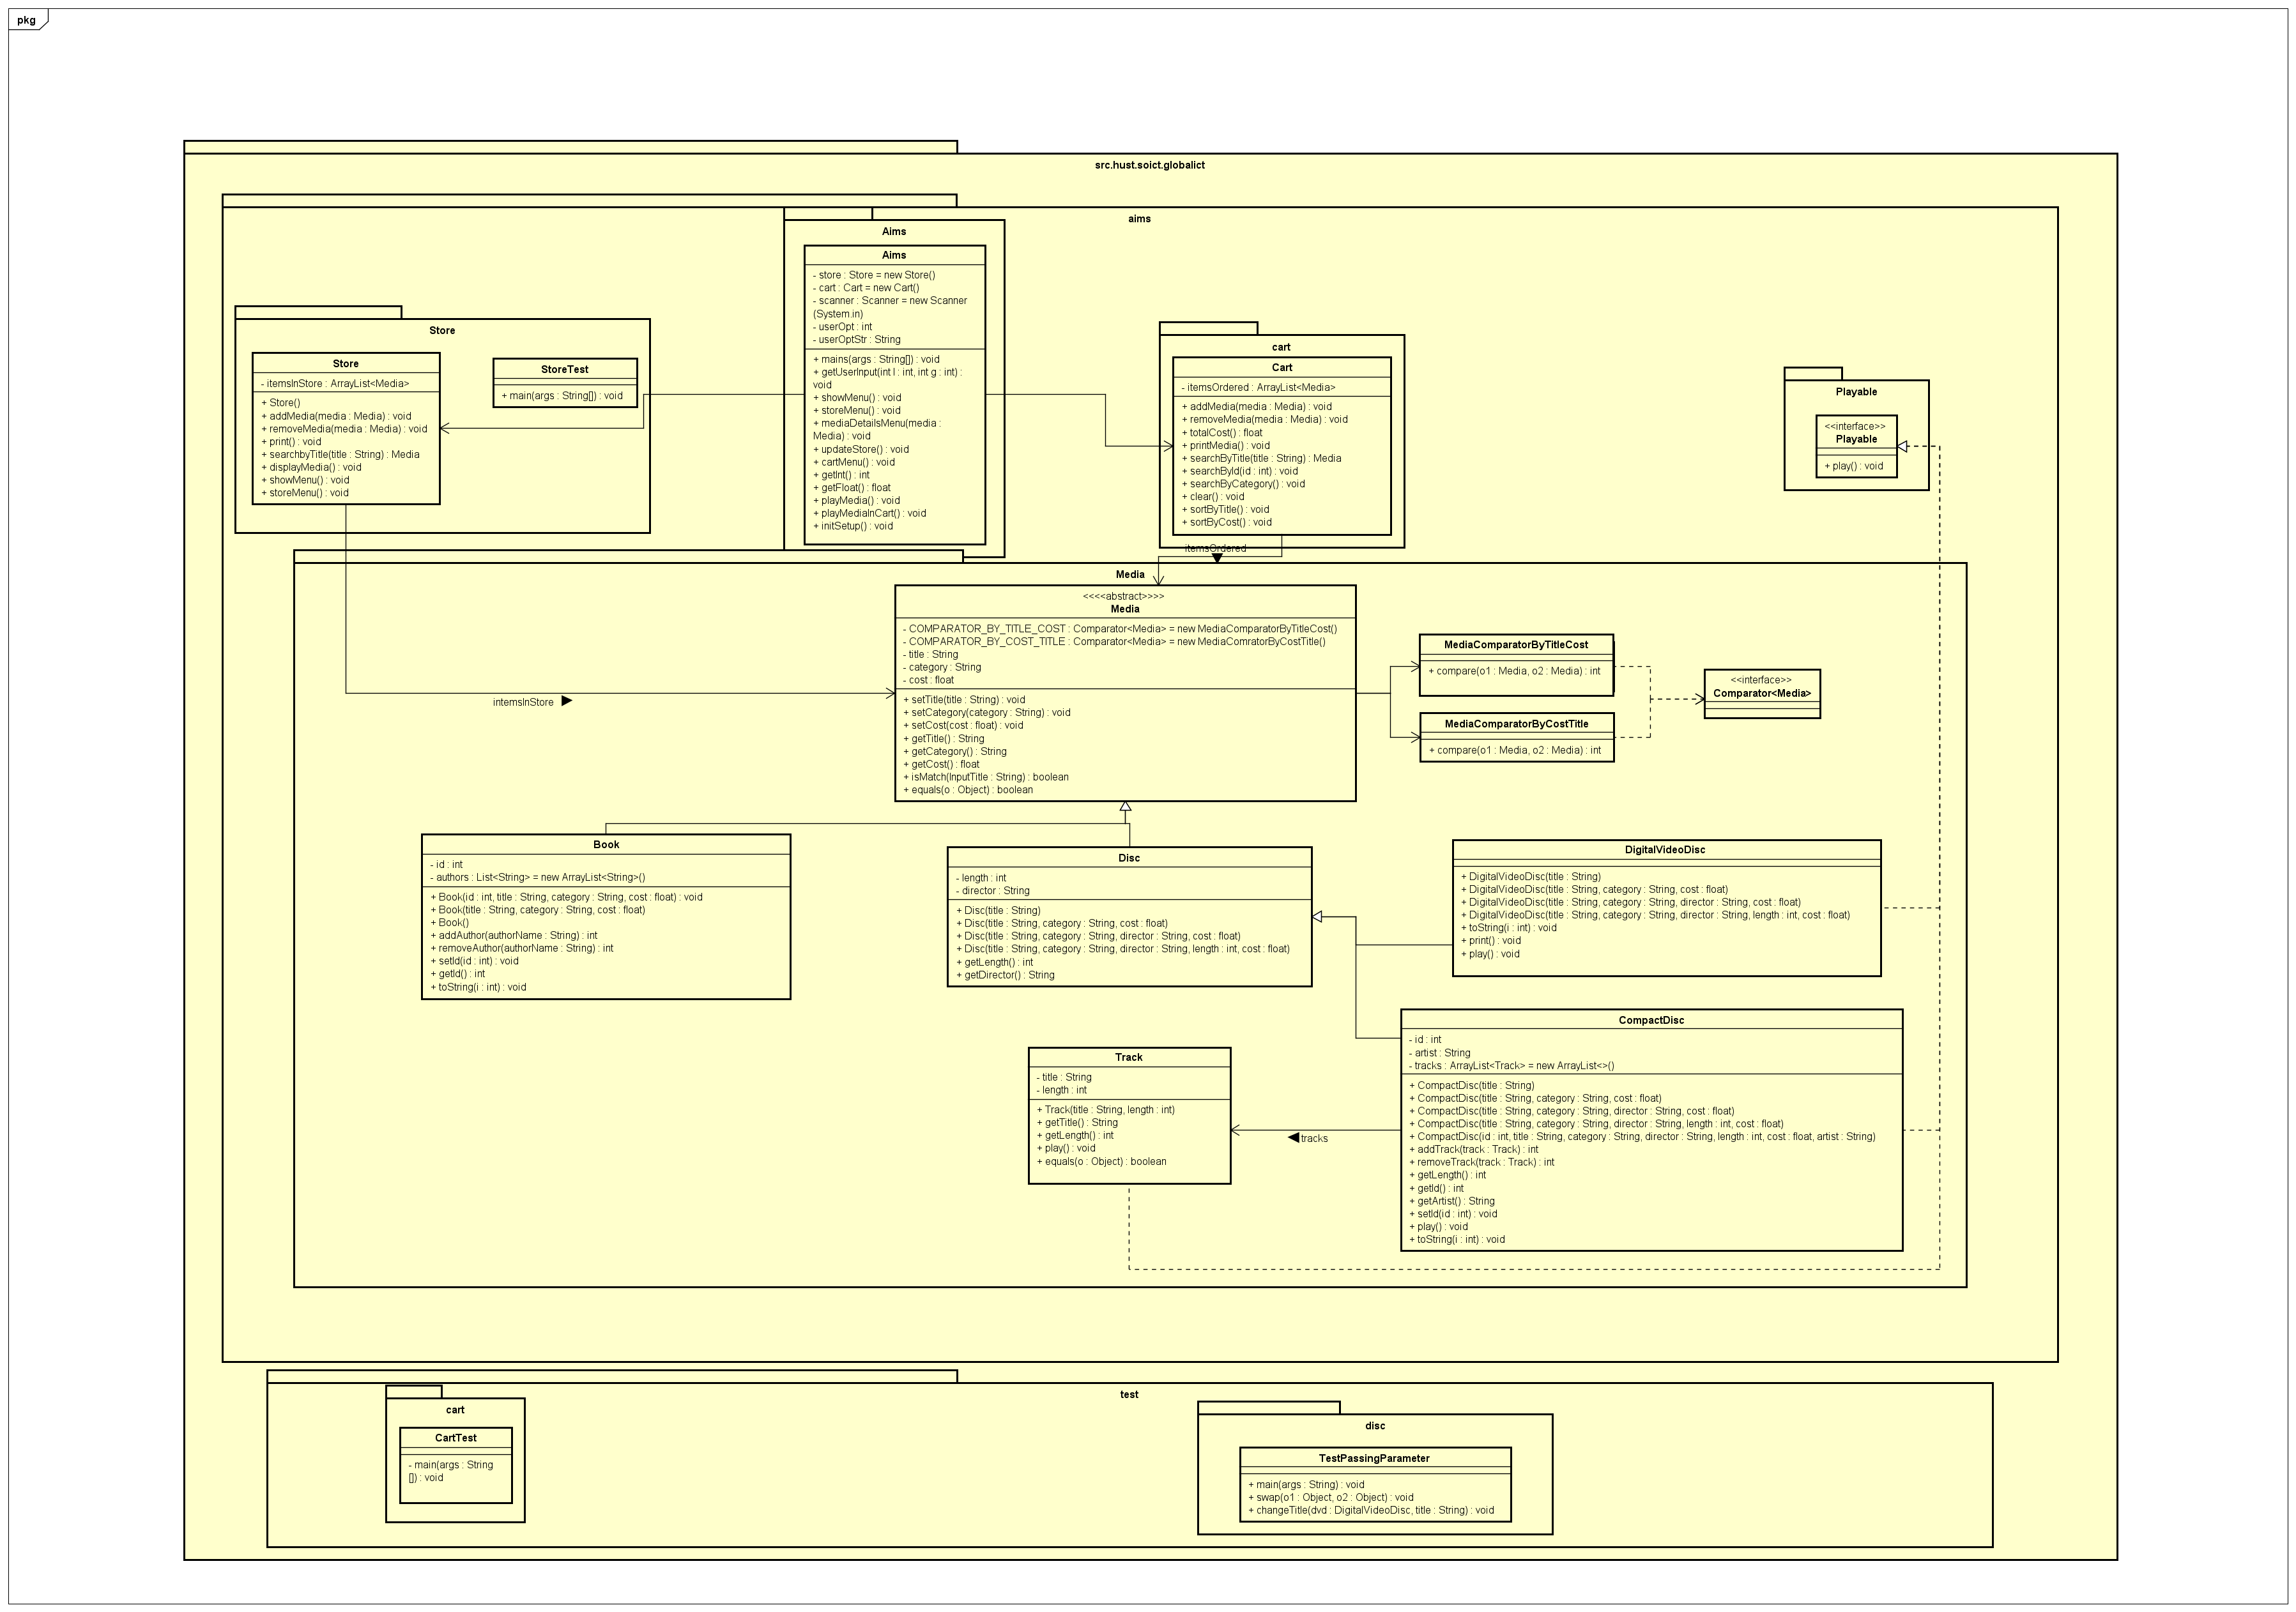 pkg
src.hust.soict.globalict
aims
Aims
Aims
- store : Store = new Store()
- cart : Cart = new Cart()
- scanner : Scanner = new Scanner
(System.in)
- userOpt : int
- userOptStr : String
+ mains(args : String[]) : void
+ getUserInput(int l : int, int g : int) :
void
+ showMenu() : void
+ storeMenu() : void
+ mediaDetailsMenu(media :
Media) : void
+ updateStore() : void
+ cartMenu() : void
+ getInt() : int
+ getFloat() : float
+ playMedia() : void
+ playMediaInCart() : void
+ initSetup() : void
Store
Store
- itemsInStore : ArrayList<Media>
+ Store()
+ addMedia(media : Media) : void
+ removeMedia(media : Media) : void
+ print() : void
+ searchbyTitle(title : String) : Media
+ displayMedia() : void
+ showMenu() : void
+ storeMenu() : void
StoreTest
+ main(args : String[]) : void
cart
Cart
- itemsOrdered : ArrayList<Media>
+ addMedia(media : Media) : void
+ removeMedia(media : Media) : void
+ totalCost() : float
+ printMedia() : void
+ searchByTitle(title : String) : Media
+ searchById(id : int) : void
+ searchByCategory() : void
+ clear() : void
+ sortByTitle() : void
+ sortByCost() : void
Playable
<<interface>>
Playable
+ play() : void
itemsOrdered
Media
<<<<abstract>>>>
Media
- COMPARATOR_BY_TITLE_COST : Comparator<Media> = new MediaComparatorByTitleCost()
- COMPARATOR_BY_COST_TITLE : Comparator<Media> = new MediaComratorByCostTitle()
- title : String
- category : String
- cost : float
+ setTitle(title : String) : void
+ setCategory(category : String) : void
+ setCost(cost : float) : void
+ getTitle() : String
+ getCategory() : String
+ getCost() : float
+ isMatch(InputTitle : String) : boolean
+ equals(o : Object) : boolean
intemsInStore
MediaComparatorByTitleCost
+ compare(o1 : Media, o2 : Media) : int
MediaComparatorByCostTitle
+ compare(o1 : Media, o2 : Media) : int
<<interface>>
Comparator<Media>
Book
- id : int
- authors : List<String> = new ArrayList<String>()
+ Book(id : int, title : String, category : String, cost : float) : void
+ Book(title : String, category : String, cost : float)
+ Book()
+ addAuthor(authorName : String) : int
+ removeAuthor(authorName : String) : int
+ setId(id : int) : void
+ getId() : int
+ toString(i : int) : void
Disc
- length : int
- director : String
+ Disc(title : String)
+ Disc(title : String, category : String, cost : float)
+ Disc(title : String, category : String, director : String, cost : float)
+ Disc(title : String, category : String, director : String, length : int, cost : float)
+ getLength() : int
+ getDirector() : String
DigitalVideoDisc
+ DigitalVideoDisc(title : String)
+ DigitalVideoDisc(title : String, category : String, cost : float)
+ DigitalVideoDisc(title : String, category : String, director : String, cost : float)
+ DigitalVideoDisc(title : String, category : String, director : String, length : int, cost : float)
+ toString(i : int) : void
+ print() : void
+ play() : void
Track
- title : String
- length : int
+ Track(title : String, length : int)
+ getTitle() : String
+ getLength() : int
+ play() : void
+ equals(o : Object) : boolean
tracks
CompactDisc
- id : int
- artist : String
- tracks : ArrayList<Track> = new ArrayList<>()
+ CompactDisc(title : String)
+ CompactDisc(title : String, category : String, cost : float)
+ CompactDisc(title : String, category : String, director : String, cost : float)
+ CompactDisc(title : String, category : String, director : String, length : int, cost : float)
+ CompactDisc(id : int, title : String, category : String, director : String, length : int, cost : float, artist : String)
+ addTrack(track : Track) : int
+ removeTrack(track : Track) : int
+ getLength() : int
+ getId() : int
+ getArtist() : String
+ setId(id : int) : void
+ play() : void
+ toString(i : int) : void
test
cart
CartTest
- main(args : String
[]) : void
disc
TestPassingParameter
+ main(args : String) : void
+ swap(o1 : Object, o2 : Object) : void
+ changeTitle(dvd : DigitalVideoDisc, title : String) : void